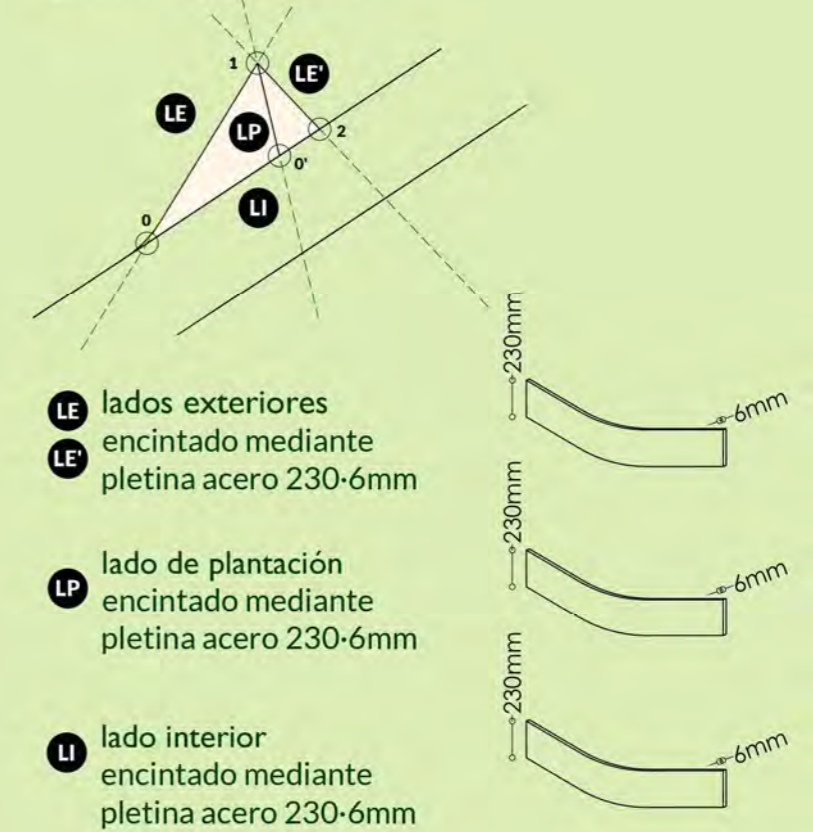 1
LE'
LE
LP
2
0'
LI
0
230mm
6mm
LE lados exteriores
LE' encintado mediante
pletina acero 230·6mm
230mm
6mm
lado de plantación
LP encintado mediante
pletina acero 230·6mm
230mm
6mm
lado interior
LI encintado mediante
pletina acero 230·6mm